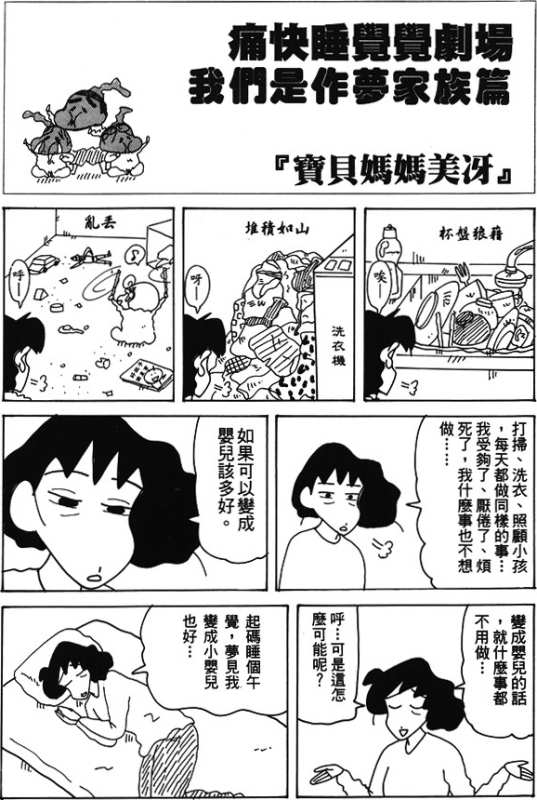 痛快睡覺覺劇場
我們是作夢家族篇
『寶貝媽媽美冴』
杯盤狼藉
唉
堆積如山
呼—
洗衣機
亂丟
呼—
打掃、洗衣、照顧小孩
，每天都做同樣的事…
我受夠了、厭倦了、煩
死了，我什麼事也不想
做……
如果可以變成
嬰兒該多好。
變成嬰兒的話
，就什麼事都
不用做…
呼…可是這怎
麼可能呢？
起碼睡個午
覺，夢見我
變成小嬰兒
也好…